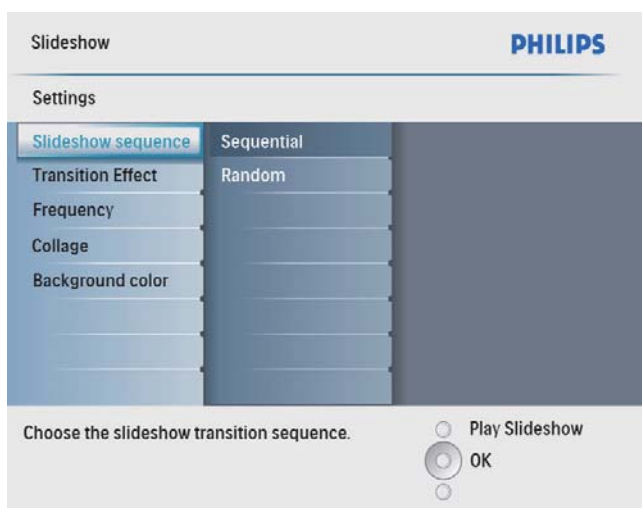 Slideshow
PHILIPS
Settings
Slideshow sequence
Sequential
Transition Effect
Random
Frequency
Collage
Background color
Choose the slideshow transition sequence.
Play Slideshow
OK